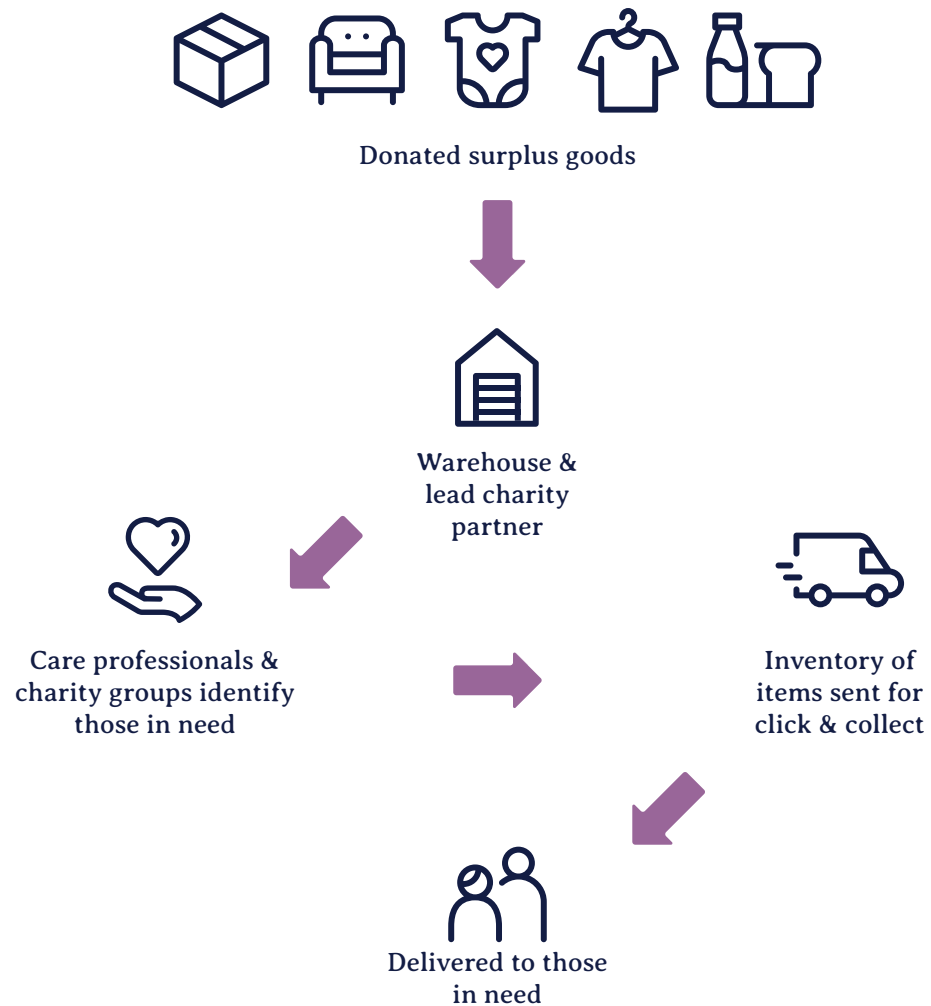 Donated surplus goods
Warehouse &
lead charity
partner
Care professionals &
charity groups identify
those in need
Inventory of
items sent for
click & collect
Delivered to those
in need